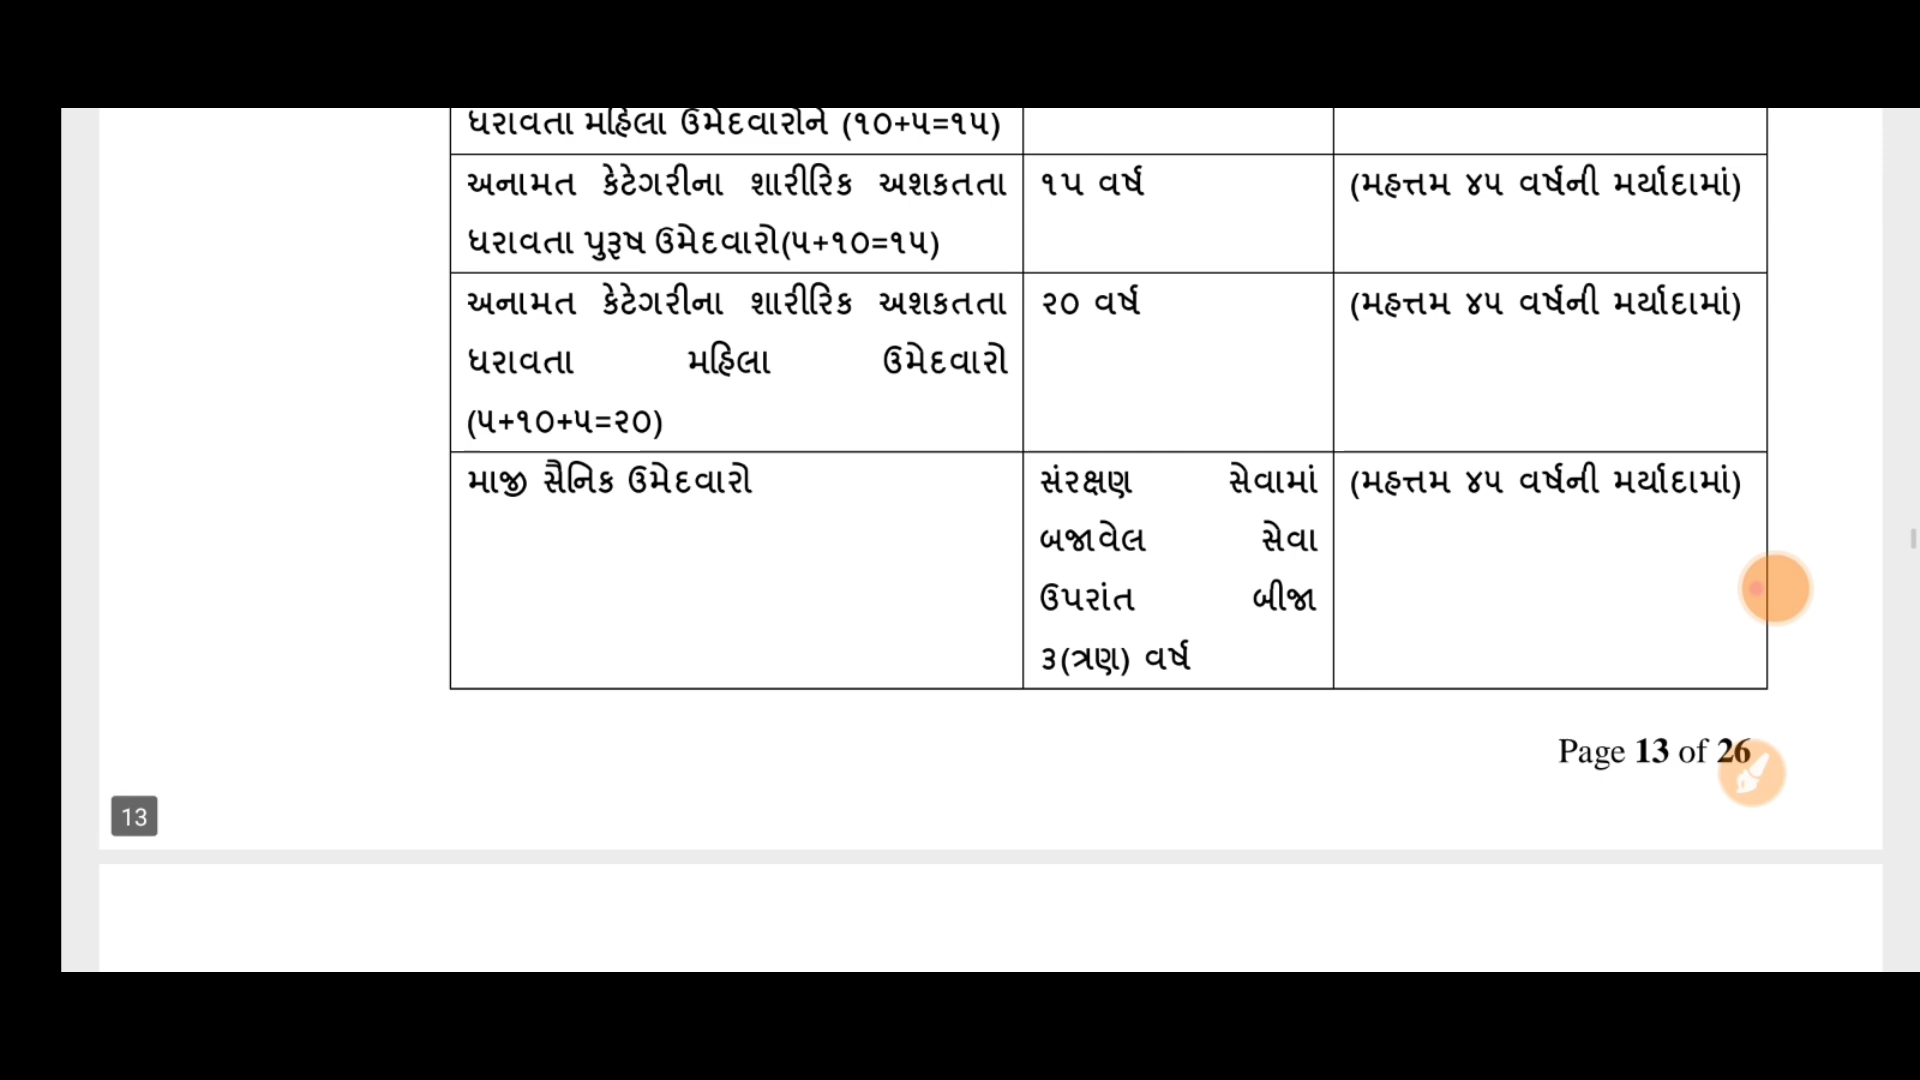 ધરાવતા મહિલા ઉમેદવારોને (૧૦+૫=૧૫)
અનામત કેટેગરીના શારીરિક અશકતતા
ધરાવતા પુરૂષ ઉમેદવારો(૫+૧૦=૧૫)
૧૫ વર્ષ
(મહત્તમ ૪૫ વર્ષની મર્યાદામાં)
અનામત કેટેગરીના શારીરિક અશકતતા
ધરાવતા મહિલા ઉમેદવારો
(૫+૧૦+૫=૨૦)
૨૦ વર્ષ
(મહત્તમ ૪૫ વર્ષની મર્યાદામાં)
માજી સૈનિક ઉમેદવારો
સંરક્ષણ સેવામાં
બજાવેલ સેવા
ઉપરાંત બીજા
૩(ત્રણ) વર્ષ
(મહત્તમ ૪૫ વર્ષની મર્યાદામાં)
Page 13 of 26
13